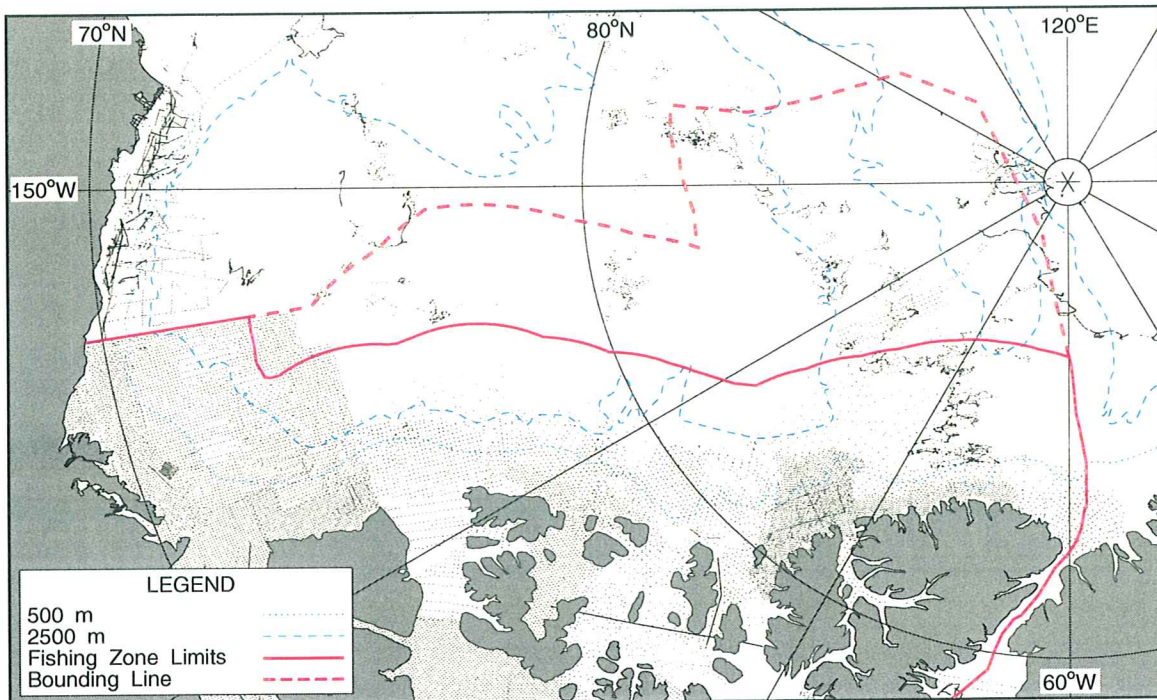 70°N
80°N
120°E
150°W
LEGEND
500 m
2500 m
Fishing Zone Limits
Bounding Line
60°W